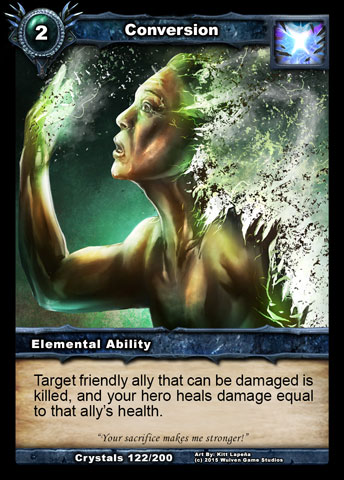 2
Conversion
Elemental Ability
Target friendly ally that can be damaged is
killed, and your hero heals damage equal
to that ally's health.
"Your sacrifice makes me stronger!"
Crystals 122/200
Art By: Kitt Lapeña
(c) 2015 Wulven Game Studios